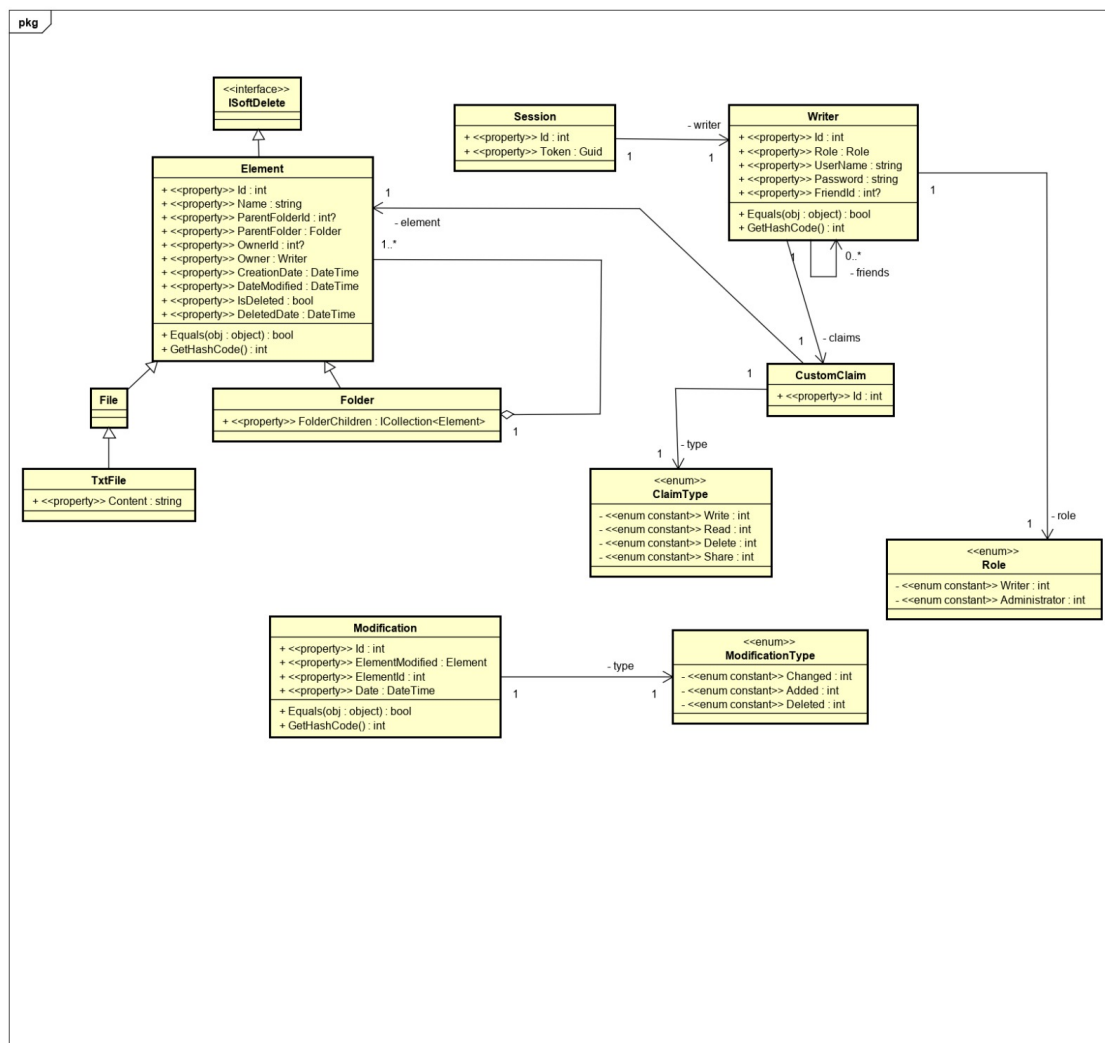 pkg
<<interface>>
ISoftDelete
Element
+ <<property>> Id : int
+ <<property>> Name : string
+ <<property>> ParentFolderId : int?
+ <<property>> ParentFolder : Folder
+ <<property>> OwnerId : int?
+ <<property>> Owner : Writer
+ <<property>> CreationDate : DateTime
+ <<property>> DateModified : DateTime
+ <<property>> IsDeleted : bool
+ <<property>> DeletedDate : DateTime
+ Equals(obj : object) : bool
+ GetHashCode() : int
Session
+ <<property>> Id : int
+ <<property>> Token : Guid
- writer
1
1
Writer
+ <<property>> Id : int
+ <<property>> Role : Role
+ <<property>> UserName : string
+ <<property>> Password : string
+ <<property>> FriendId : int?
+ Equals(obj : object) : bool
+ GetHashCode() : int
1
1
- element
1..*
1
0..*
- friends
- claims
1
1
File
Folder
+ <<property>> FolderChildren : ICollection<Element>
1
CustomClaim
+ <<property>> Id : int
1
- type
1
TxtFile
+ <<property>> Content : string
<<enum>>
ClaimType
- <<enum constant>> Write : int
- <<enum constant>> Read : int
- <<enum constant>> Delete : int
- <<enum constant>> Share : int
- role
1
<<enum>>
Role
- <<enum constant>> Writer : int
- <<enum constant>> Administrator : int
Modification
+ <<property>> Id : int
+ <<property>> ElementModified : Element
+ <<property>> ElementId : int
+ <<property>> Date : DateTime
+ Equals(obj : object) : bool
+ GetHashCode() : int
- type
1
1
<<enum>>
ModificationType
- <<enum constant>> Changed : int
- <<enum constant>> Added : int
- <<enum constant>> Deleted : int